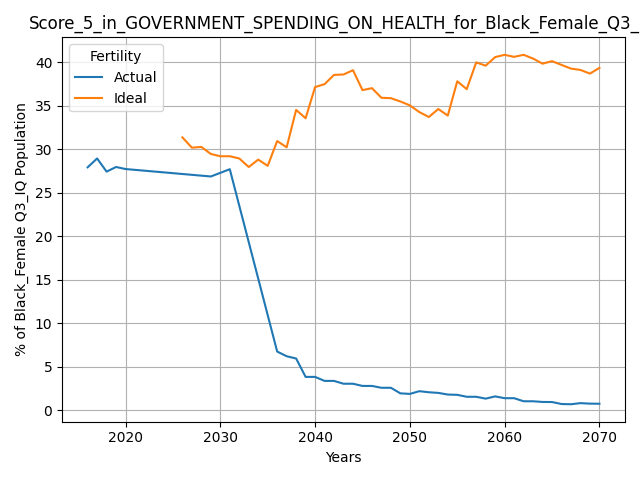 Score_5_in_GOVERNMENT_SPENDING_ON_HEALTH_for_Black_Female_Q3_
Fertility
Actual
Ideal
% of Black_Female Q3_IQ Population
40
35
30
25
20
15
10
5
0
2020 2030 2040 2050 2060 2070
Years